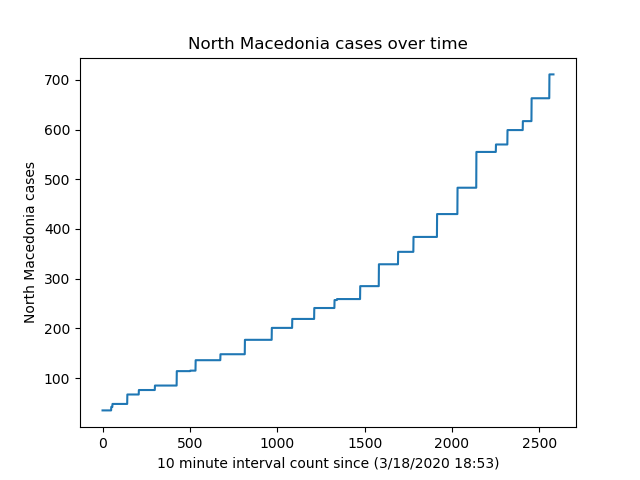 North Macedonia cases over time
700
600
500
400
300
200
100
North Macedonia cases
0 500 1000 1500 2000 2500
10 minute interval count since (3/18/2020 18:53)